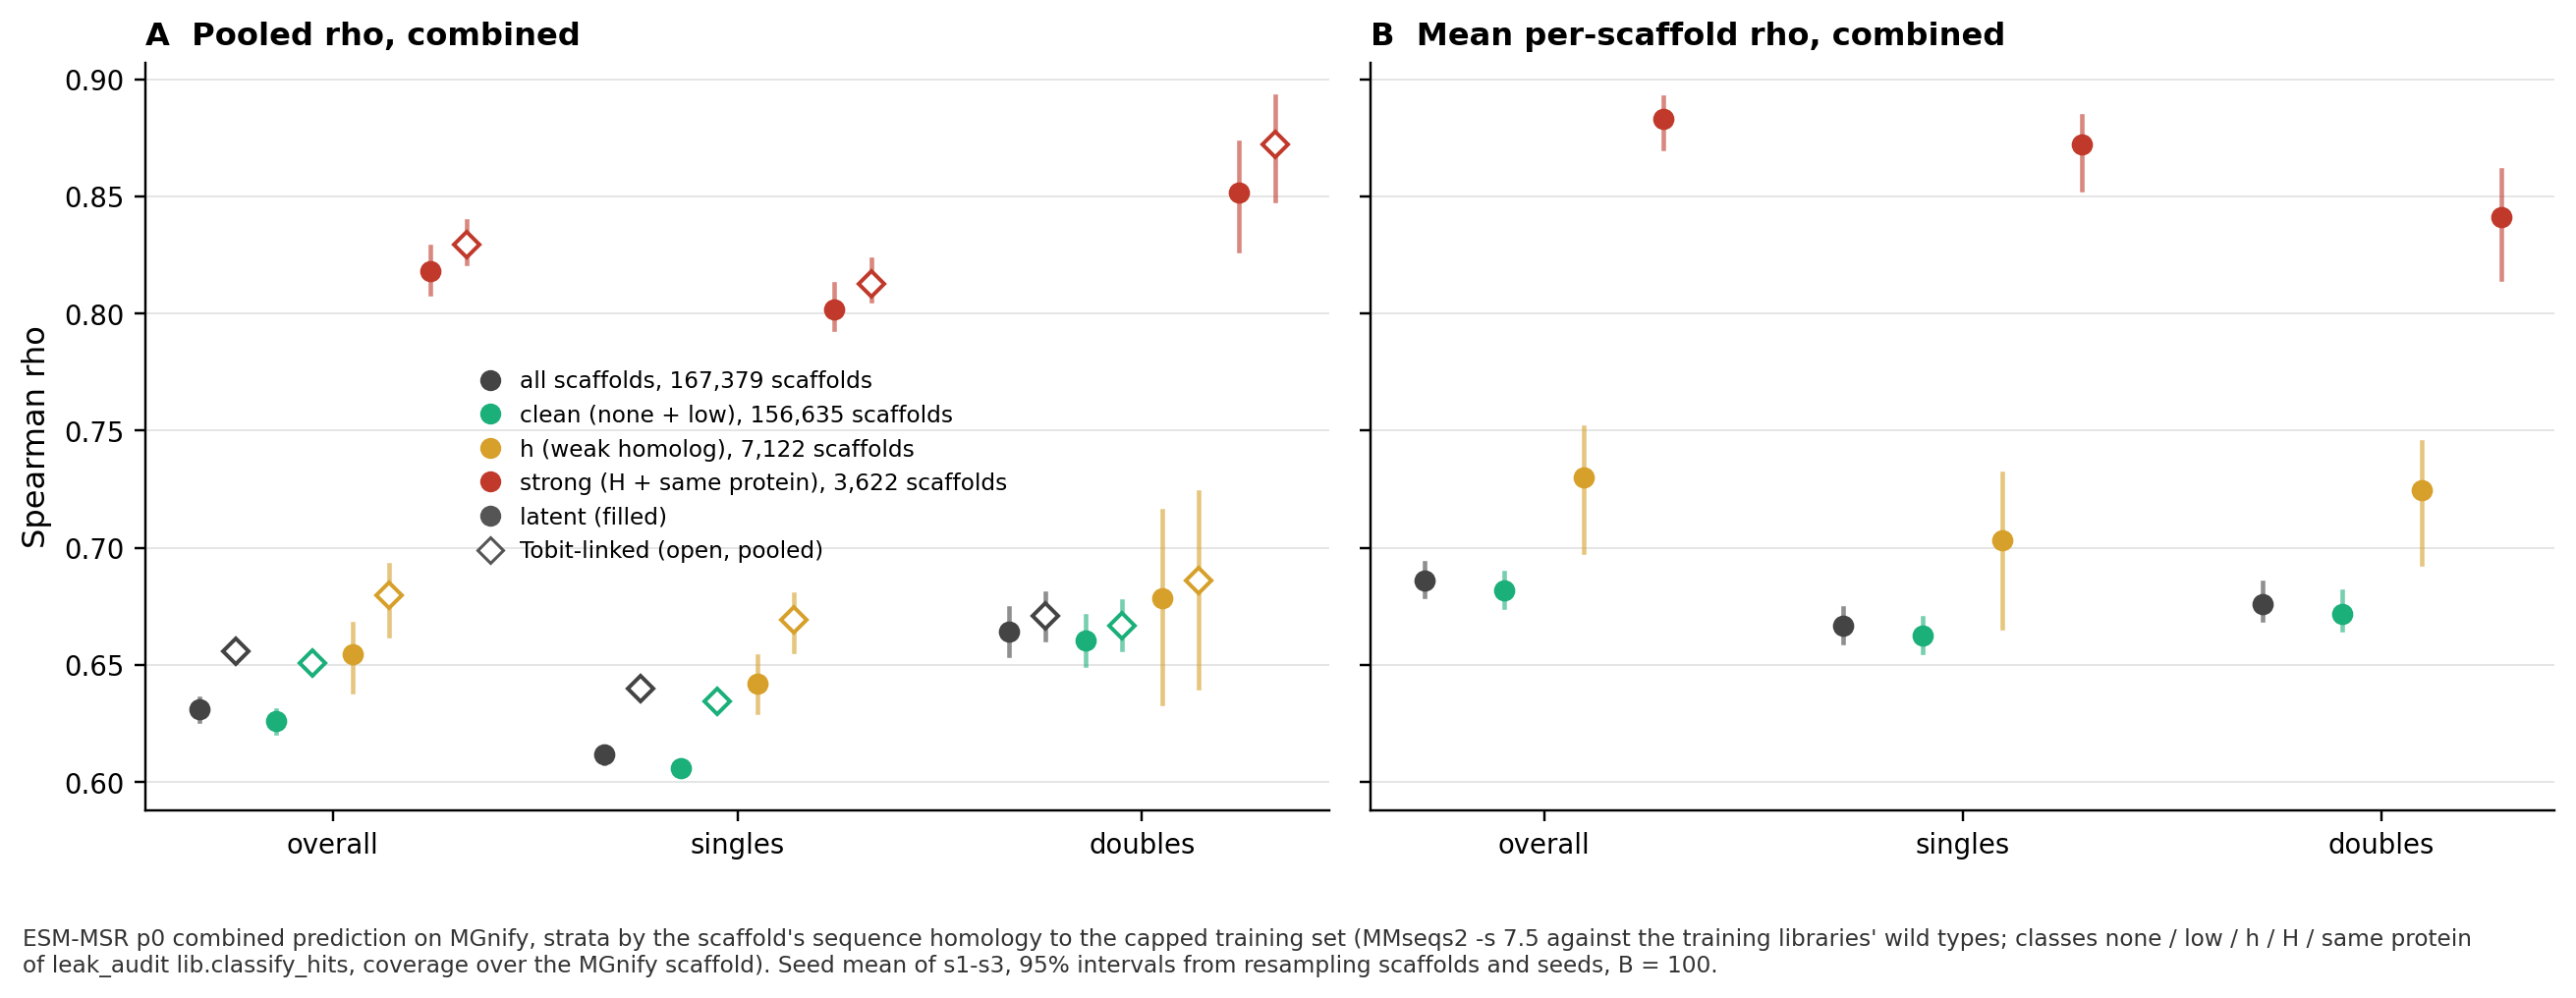 A  Pooled rho, combined
B  Mean per-scaffold rho, combined
Spearman rho
0.90
0.85
0.80
0.75
0.70
0.65
0.60
all scaffolds, 167,379 scaffolds
clean (none + low), 156,635 scaffolds
h (weak homolog), 7,122 scaffolds
strong (H + same protein), 3,622 scaffolds
latent (filled)
Tobit-linked (open, pooled)
overall
singles
doubles
overall
singles
doubles
ESM-MSR p0 combined prediction on MGnify, strata by the scaffold's sequence homology to the capped training set (MMseqs2 -s 7.5 against the training libraries' wild types; classes none / low / h / H / same protein
of leak_audit lib.classify_hits, coverage over the MGnify scaffold). Seed mean of s1-s3, 95% intervals from resampling scaffolds and seeds, B = 100.